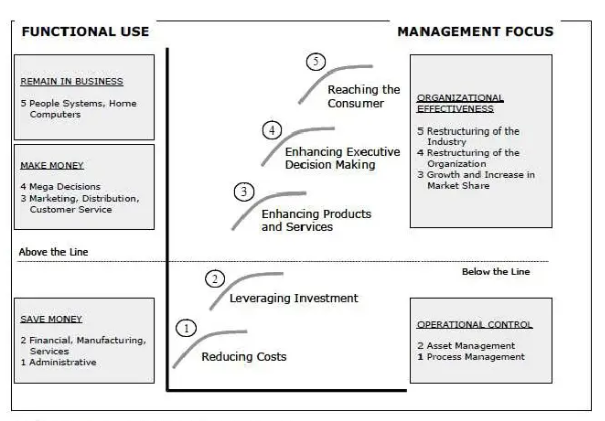 FUNCTIONAL USE
MANAGEMENT FOCUS
REMAIN IN BUSINESS
5 People Systems, Home
Computers
MAKE MONEY
4 Mega Decisions
3 Marketing, Distribution,
Customer Service
Above the Line
SAVE MONEY
2 Financial, Manufacturing,
Services
1 Administrative
5
Reaching the
Consumer
4
Enhancing Executive
Decision Making
3
Enhancing Products
and Services
2
Leveraging Investment
1
Reducing Costs
ORGANIZATIONAL
EFFECTIVENESS
5 Restructuring of the
Industry
4 Restructuring of the
Organization
3 Growth and Increase in
Market Share
Below the Line
OPERATIONAL CONTROL
2 Asset Management
1 Process Management